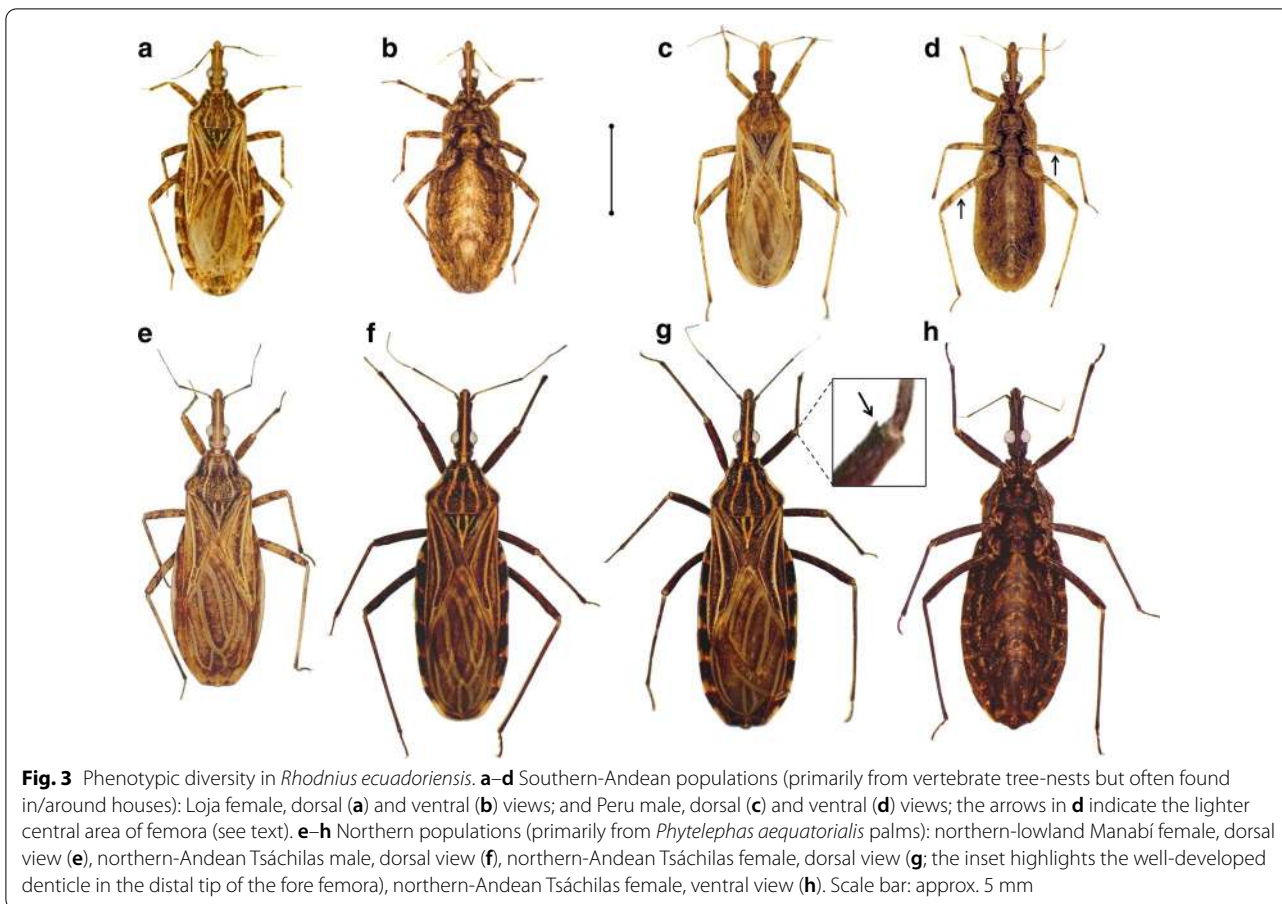 a b c d
e f g h
Fig. 3 Phenotypic diversity in Rhodnius ecuadoriensis. a–d Southern-Andean populations (primarily from vertebrate tree-nests but often found
in/around houses): Loja female, dorsal (a) and ventral (b) views; and Peru male, dorsal (c) and ventral (d) views; the arrows in d indicate the lighter
central area of femora (see text). e–h Northern populations (primarily from Phytelephas aequatorialis palms): northern-lowland Manabí female, dorsal
view (e), northern-Andean Tsáchilas male, dorsal view (f), northern-Andean Tsáchilas female, dorsal view (g; the inset highlights the well-developed
denticle in the distal tip of the fore femora), northern-Andean Tsáchilas female, ventral view (h). Scale bar: approx. 5 mm